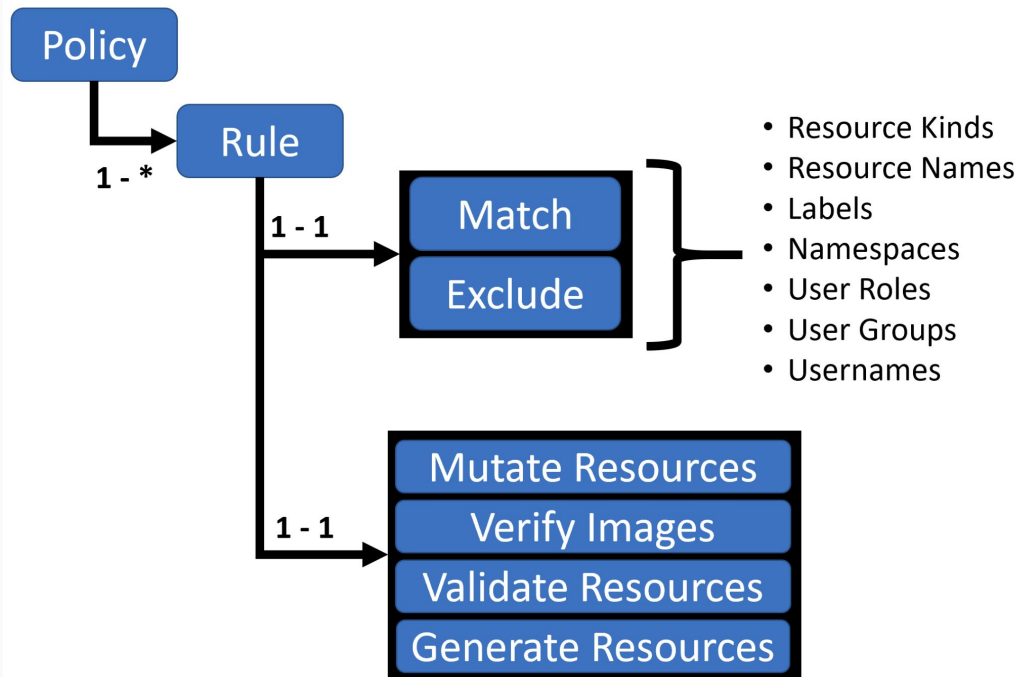 Policy
1 - *
Rule
1 - 1
Match
Exclude
• Resource Kinds
• Resource Names
• Labels
• Namespaces
• User Roles
• User Groups
• Usernames
1 - 1
Mutate Resources
Verify Images
Validate Resources
Generate Resources